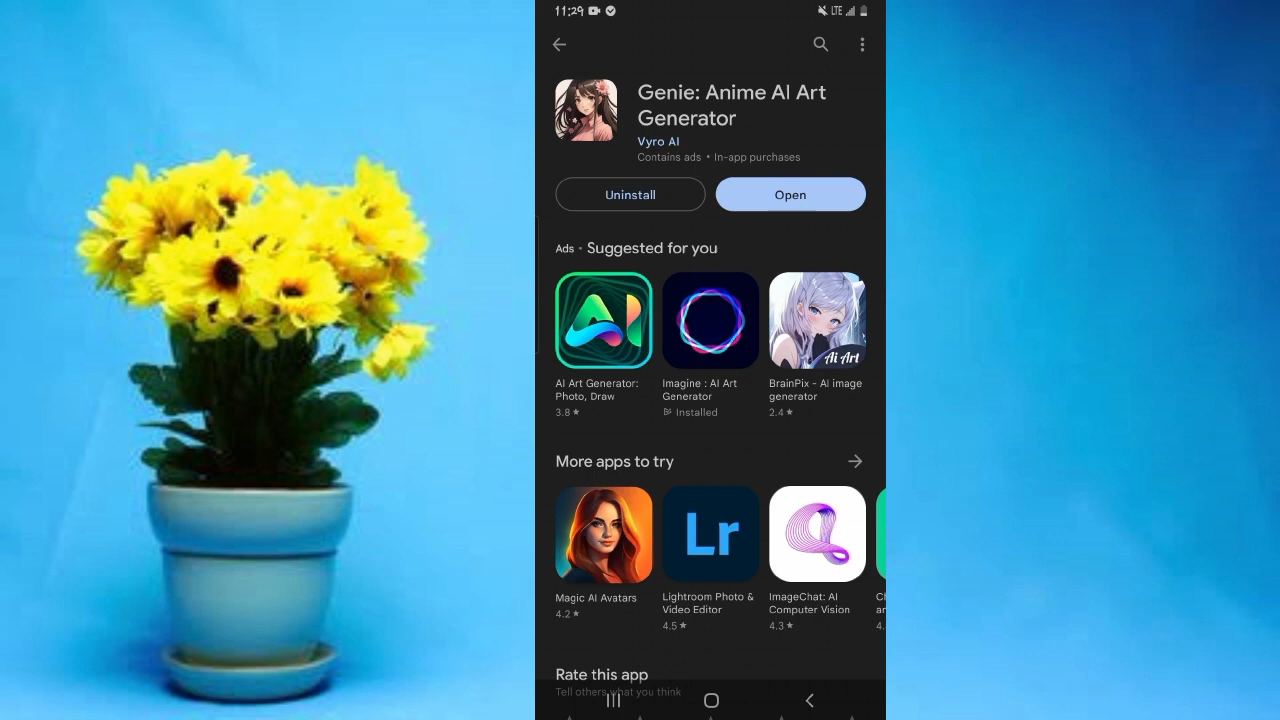 11:29
LTE
Genie: Anime AI Art
Generator
Vyro AI
Contains ads • In-app purchases
Uninstall
Open
Ads • Suggested for you
AI
Ai Art
AI Art Generator:
Photo, Draw
3.8★
Imagine : AI Art
Generator
Installed
BrainPix - AI image
generator
2.4★
More apps to try
Lr
Magic AI Avatars
4.2★
Lightroom Photo &
Video Editor
4.5★
ImageChat: AI
Computer Vision
4.3★
Rate this app
Tell others what you think